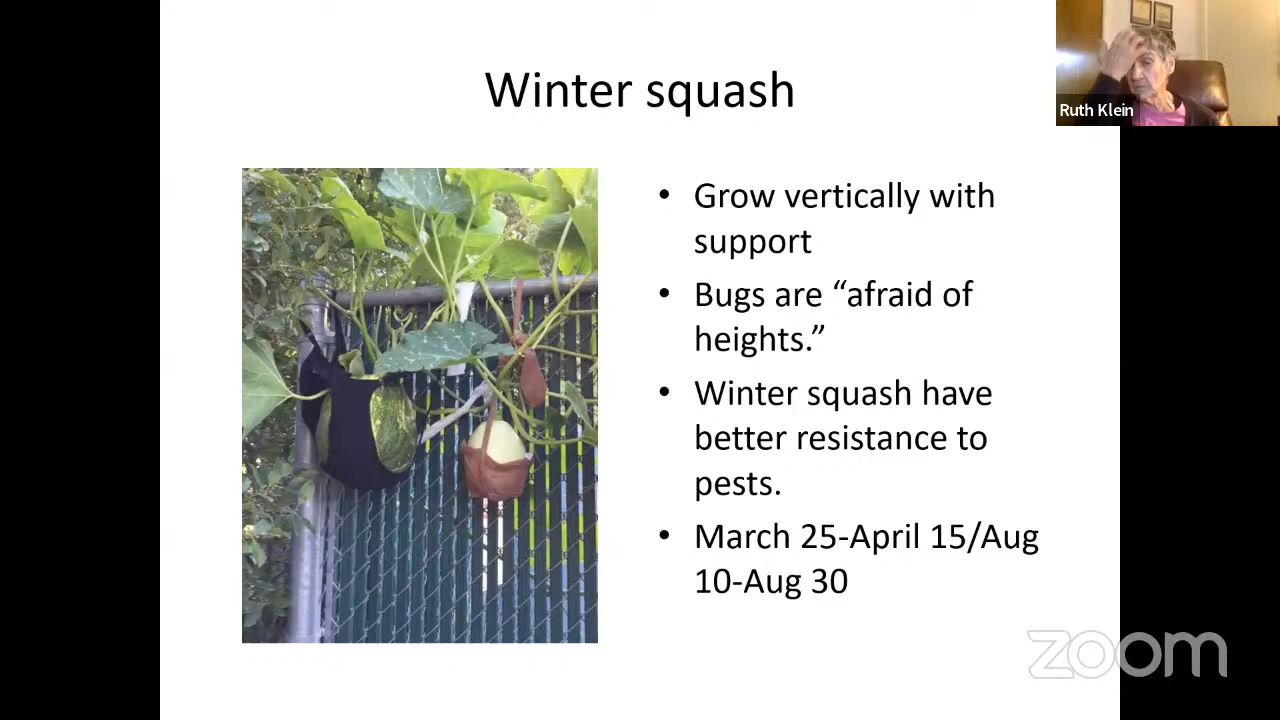 Winter squash
Ruth Klein
• Grow vertically with
support
• Bugs are “afraid of
heights.”
• Winter squash have
better resistance to
pests.
• March 25-April 15/Aug
10-Aug 30
zoom